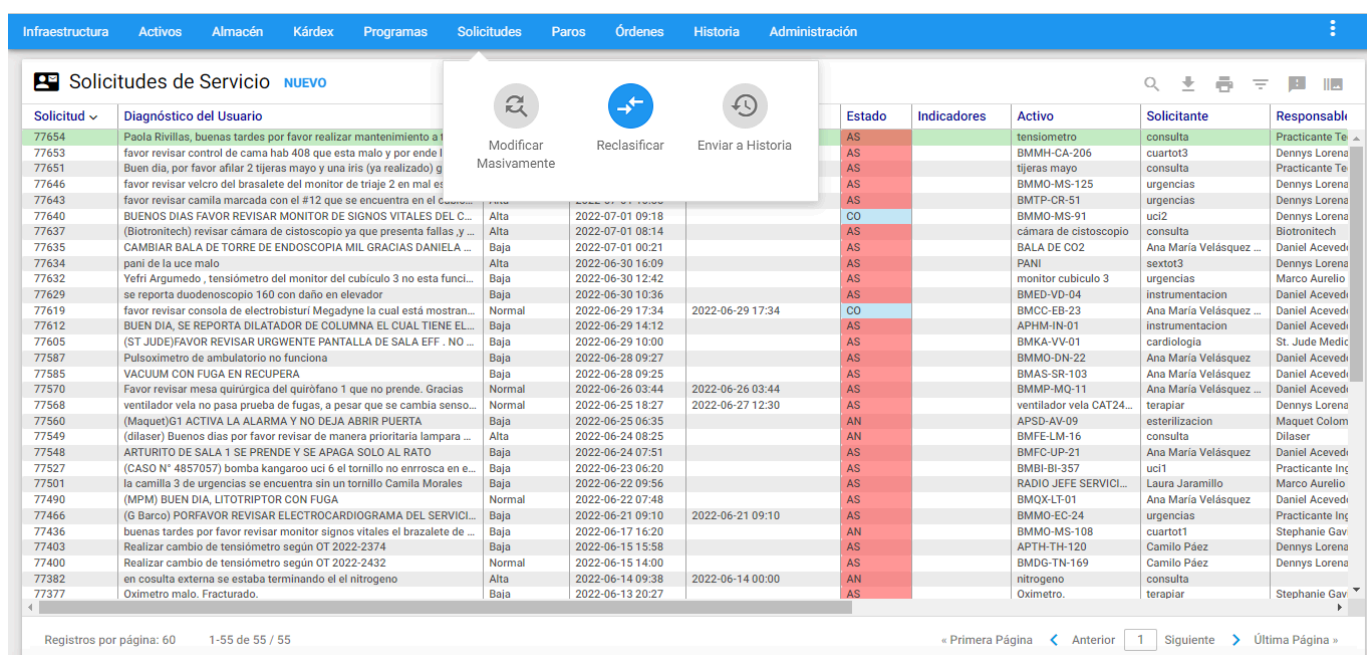 Infraestructura Activos Almacén Kárdex Programas Solicitudes Paros Órdenes Historia Administración
Solicitudes de Servicio NUEVO
Modificar Masivamente
Reclasificar
Enviar a Historia
Solicitud Diagnóstico del Usuario Estado Indicadores Activo Solicitante Responsable
77654 Paola Rivillas, buenas tardes por favor realizar mantenimiento a t AS tensiometro consulta Practicante Te
77653 favor revisar control de cama hab 408 que esta malo y por ende l AS BMMH-CA-206 cuartot3 Dennys Lorena
77651 Buen dia, por favor afilar 2 tijeras mayo y una iris (ya realizado) g AS tijeras mayo consulta Practicante Te
77646 favor revisar velcro del brasalete del monitor de triaje 2 en mal es AS BMMO-MS-125 urgencias Dennys Lorena
77643 favor revisar camila marcada con el #12 que se encuentra en el cubic... AS BMTP-CR-51 urgencias Dennys Lorena
77640 BUENOS DIAS FAVOR REVISAR MONITOR DE SIGNOS VITALES DEL C... Alta 2022-07-01 09:18 CO BMMO-MS-91 uci2 Dennys Lorena
77637 (Biotronitech) revisar cámara de cistoscopio ya que presenta fallas ,y ... Alta 2022-07-01 08:14 AS cámara de cistoscopio consulta Biotronitech
77635 CAMBIAR BALA DE TORRE DE ENDOSCOPIA MIL GRACIAS DANIELA ... Baja 2022-07-01 00:21 AS BALA DE CO2 Ana María Velásquez ... Daniel Acevedo
77634 pani de la uce malo Alta 2022-06-30 16:09 AS PANI sextot3 Dennys Lorena
77632 Yefri Argumedo , tensiómetro del monitor del cubículo 3 no esta funci... Baja 2022-06-30 12:42 AS monitor cubiculo 3 urgencias Marco Aurelio
77629 se reporta duodenoscopio 160 con daño en elevador Baja 2022-06-30 10:36 AS BMED-VD-04 instrumentacion Daniel Acevedo
77619 favor revisar consola de electrobisturí Megadyne la cual está mostran... Normal 2022-06-29 17:34 2022-06-29 17:34 CO BMCC-EB-23 Ana María Velásquez ... Daniel Acevedo
77612 BUEN DIA, SE REPORTA DILATADOR DE COLUMNA EL CUAL TIENE EL... Baja 2022-06-29 14:12 AS APHM-IN-01 instrumentacion Daniel Acevedo
77605 (ST JUDE)FAVOR REVISAR URGWENTE PANTALLA DE SALA EFF . NO ... Baja 2022-06-29 10:00 AS BMKA-VV-01 cardiologia St. Jude Medic
77587 Pulsoximetro de ambulatorio no funciona Baja 2022-06-28 09:27 AS BMMO-DN-22 Ana María Velásquez Daniel Acevedo
77585 VACUUM CON FUGA EN RECUPERA Baja 2022-06-28 09:25 AS BMAS-SR-103 Ana María Velásquez Daniel Acevedo
77570 Favor revisar mesa quirúrgica del quiròfano 1 que no prende. Gracias Normal 2022-06-26 03:44 2022-06-26 03:44 AS BMMP-MQ-11 Ana María Velásquez ... Daniel Acevedo
77568 ventilador vela no pasa prueba de fugas, a pesar que se cambia senso... Normal 2022-06-25 18:27 2022-06-27 12:30 AS ventilador vela CAT24... terapiar Dennys Lorena
77560 (Maquet)G1 ACTIVA LA ALARMA Y NO DEJA ABRIR PUERTA Baja 2022-06-25 06:35 AN APSD-AV-09 esterilizacion Maquet Colom
77549 (dilaser) Buenos dias por favor revisar de manera prioritaria lampara ... Alta 2022-06-24 08:25 AN BMFE-LM-16 consulta Dilaser
77548 ARTURITO DE SALA 1 SE PRENDE Y SE APAGA SOLO AL RATO Baja 2022-06-24 07:51 AS BMFC-UP-21 Ana María Velásquez Daniel Acevedo
77527 (CASO N° 4857057) bomba kangaroo uci 6 el tornillo no enrrosca en e... Baja 2022-06-23 06:20 AS BMBI-BI-357 uci1 Practicante Ing
77501 la camilla 3 de urgencias se encuentra sin un tornillo Camila Morales Baja 2022-06-22 09:56 AS RADIO JEFE SERVICI... Laura Jaramillo Marco Aurelio
77490 (MPM) BUEN DIA, LITOTRIPTOR CON FUGA Normal 2022-06-22 07:48 AS BMQX-LT-01 Ana María Velásquez Daniel Acevedo
77466 (G Barco) PORFAVOR REVISAR ELECTROCARDIOGRAMA DEL SERVICI... Baja 2022-06-21 09:10 2022-06-21 09:10 AS BMMO-EC-24 urgencias Practicante Ing
77436 buenas tardes por favor revisar monitor signos vitales el brazalete de ... Baja 2022-06-17 16:20 AN BMMO-MS-108 cuartot1 Stephanie Gavi
77403 Realizar cambio de tensiómetro según OT 2022-2374 Baja 2022-06-15 15:58 AS APTH-TH-120 Camilo Páez Dennys Lorena
77400 Realizar cambio de tensiómetro según OT 2022-2432 Normal 2022-06-15 14:00 AS BMDG-TN-169 Camilo Páez Dennys Lorena
77382 en cosulta externa se estaba terminando el el nitrogeno Alta 2022-06-14 09:38 2022-06-14 00:00 AN nitrogeno consulta
77377 Oximetro malo. Fracturado. Baja 2022-06-13 20:27 AS Oximetro. terapiar Stephanie Gavi
Registros por página: 60 1-55 de 55 / 55 « Primera Página Anterior 1 Siguiente Última Página »